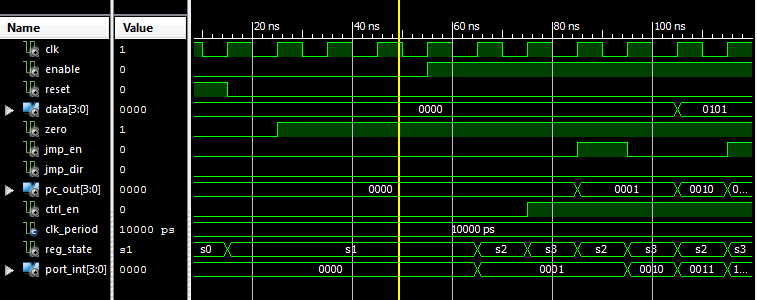 Name Value 20 ns 40 ns 60 ns 80 ns 100 ns
clk 1
enable 0
reset 0
data[3:0] 0000 0000 0101
zero 1
jmp_en 0
jmp_dir 0
pc_out[3:0] 0000 0000 0001 0010 0...
ctrl_en 0
clk_period 10000 ps 10000 ps
reg_state s1 s0 s1 s2 s3 s2 s3 s2 s3
port_int[3:0] 0000 0000 0001 0010 0011 1...